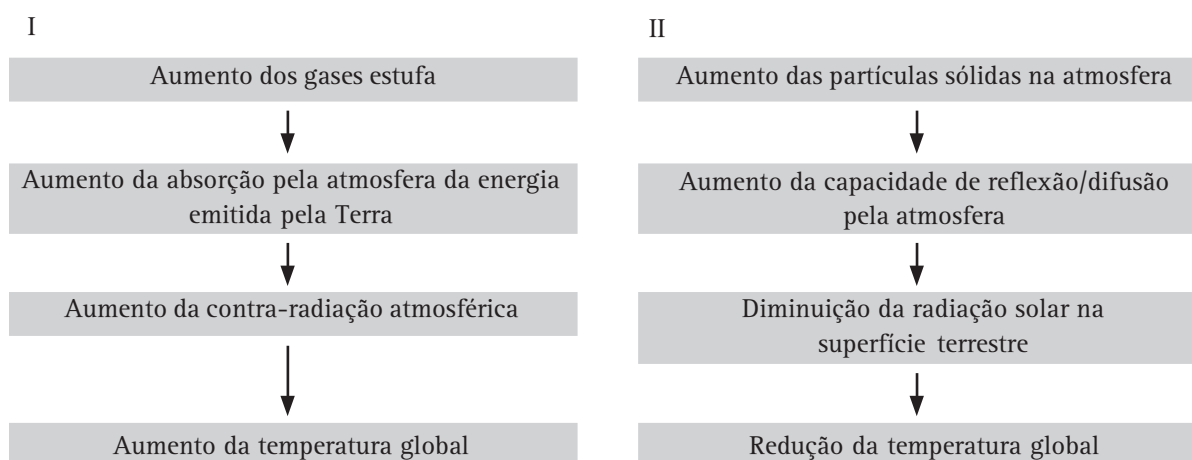 I
Aumento dos gases estufa
Aumento da absorção pela atmosfera da energia
emitida pela Terra
Aumento da contra-radiação atmosférica
Aumento da temperatura global
II
Aumento das partículas sólidas na atmosfera
Aumento da capacidade de reflexão/difusão
pela atmosfera
Diminuição da radiação solar na
superfície terrestre
Redução da temperatura global